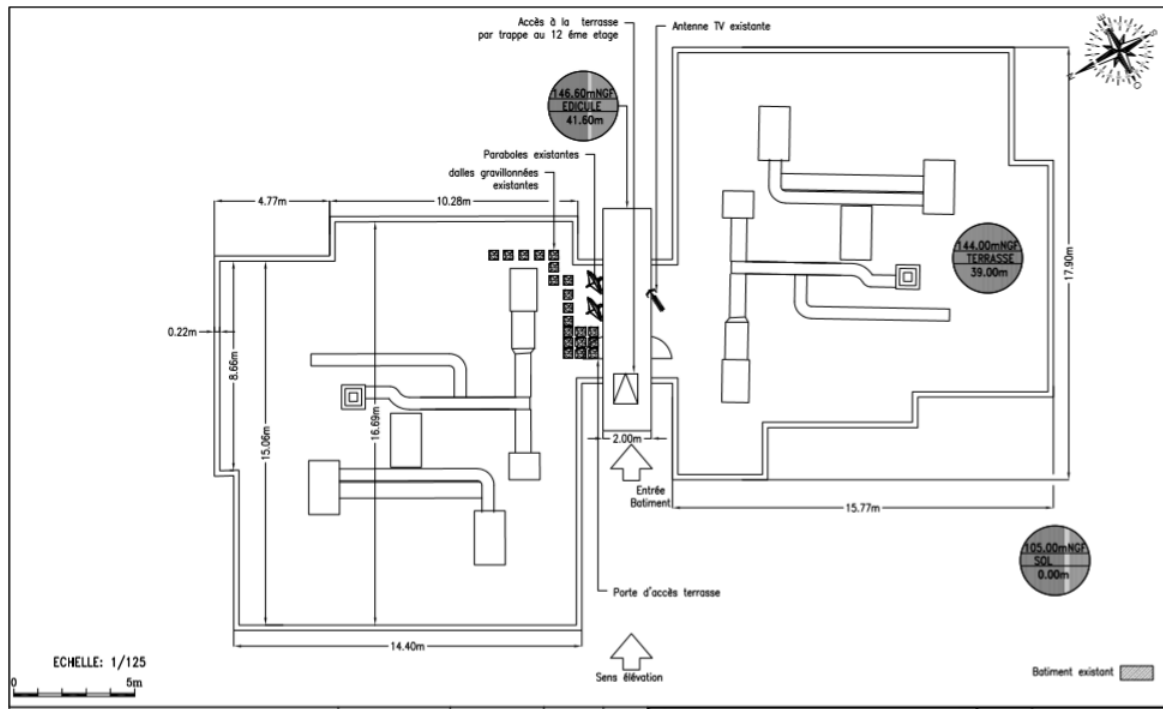 Accès à la terrasse
par trappe au 12 éme etage
Antenne TV existante
146.60mNGF
EDICULE
41.60m
Paraboles existantes
dalles gravillonnées
existantes
4.77m
10.28m
144.00mNGF
TERRASSE
39.00m
17.90m
0.22m
8.66m
15.06m
16.69m
2.00m
Entrée
Batiment
15.77m
105.00mNGF
SOL
0.00m
Porte d'accès terrasse
14.40m
ECHELLE: 1/125
0
5m
Sens élévation
Batiment existant